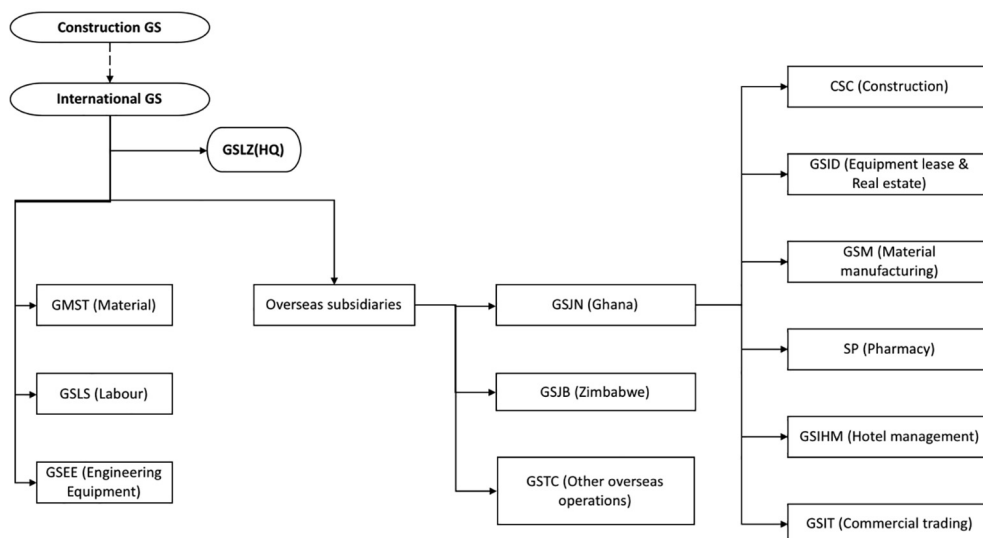 Construction GS
International GS
GSLZ(HQ)
GMST (Material)
GSLS (Labour)
GSEE (Engineering
Equipment)
Overseas subsidiaries
GSJN (Ghana)
GSJB (Zimbabwe)
GSTC (Other overseas
operations)
CSC (Construction)
GSID (Equipment lease &
Real estate)
GSM (Material
manufacturing)
SP (Pharmacy)
GSIHM (Hotel management)
GSIT (Commercial trading)